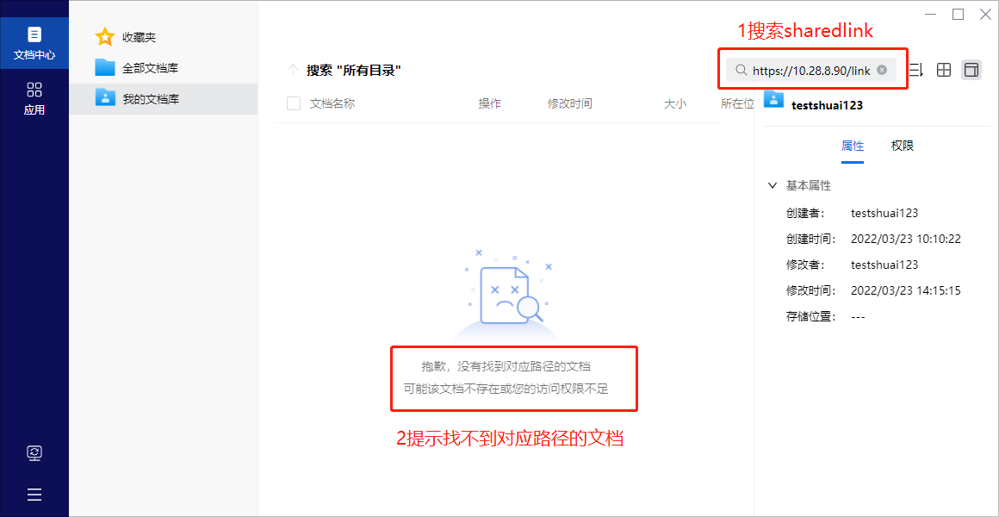 文档中心
应用
收藏夹
全部文档库
我的文档库
1搜索sharedlink
搜索 "所有目录"
https://10.28.8.90/link
文档名称
操作
修改时间
大小
所在位
testshuai123
属性
权限
基本属性
创建者: testshuai123
创建时间: 2022/03/23 10:10:22
修改者: testshuai123
修改时间: 2022/03/23 14:15:15
存储位置: ---
抱歉，没有找到对应路径的文档
可能该文档不存在或您的访问权限不足
2提示找不到对应路径的文档